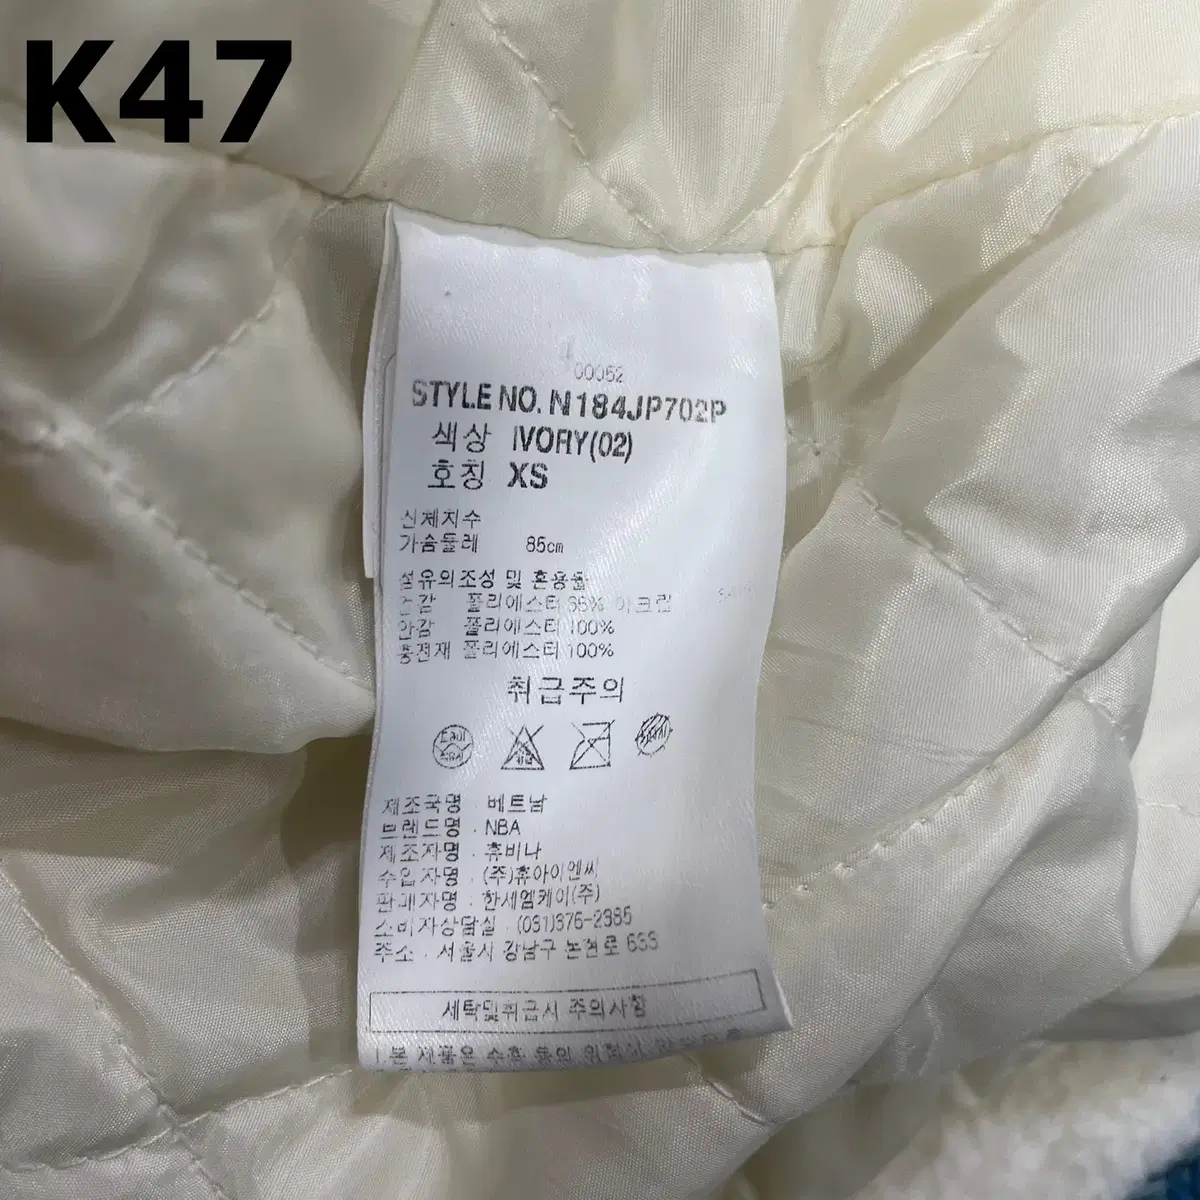 K47
00052
STYLE NO. N184JP702P
색상 IVORY(02)
호칭 XS
신체치수
가슴둘레 85cm
섬유의조성 및 혼용율
겉감 폴리에스터 65% 아크릴
안감 폴리에스터 100%
충전재 폴리에스터 100%
취급주의
제조국명 : 베트남
브랜드명 : NBA
제조자명 : 휴비나
수입자명 : (주)휴아이엔씨
판매자명 : 한세엠케이(주)
소비자상담실 : (031)376-2385
주소 : 서울시 강남구 논현로 633
세탁및취급시 주의사항
1.본 제품은